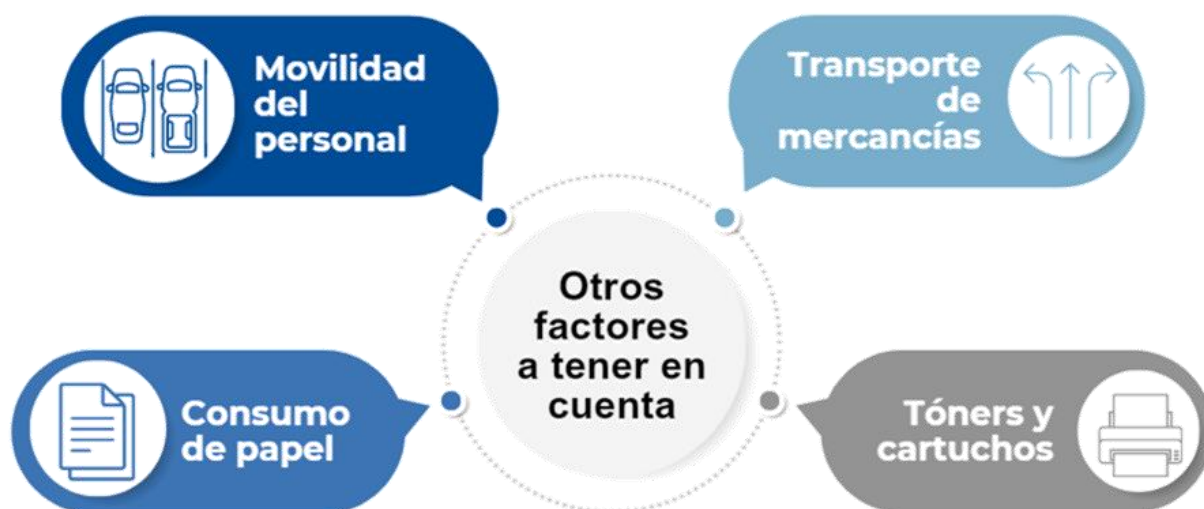 Movilidad
del
personal
Transporte
de
mercancías
Otros
factores
a tener en
cuenta
Consumo
de papel
Tóners y
cartuchos